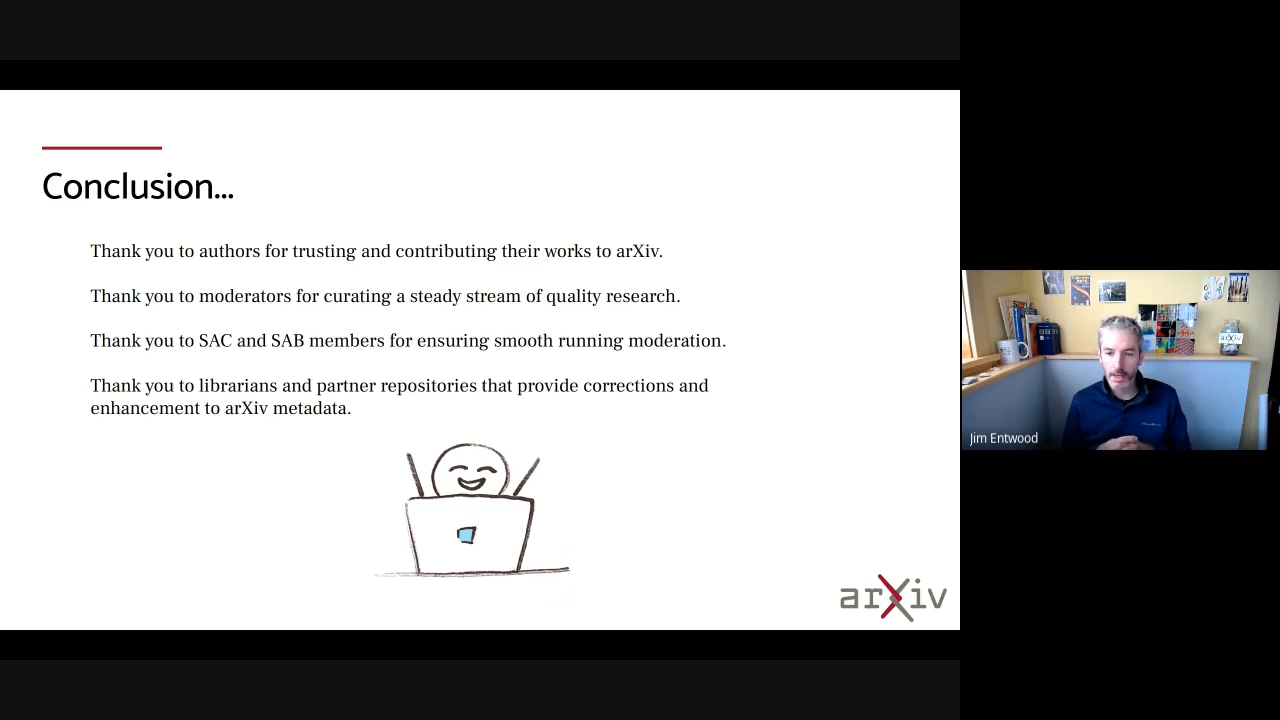 Conclusion...
Thank you to authors for trusting and contributing their works to arXiv.
Thank you to moderators for curating a steady stream of quality research.
Thank you to SAC and SAB members for ensuring smooth running moderation.
Thank you to librarians and partner repositories that provide corrections and
enhancement to arXiv metadata.
arXiv
arXiv
arXiv
Jim Entwood